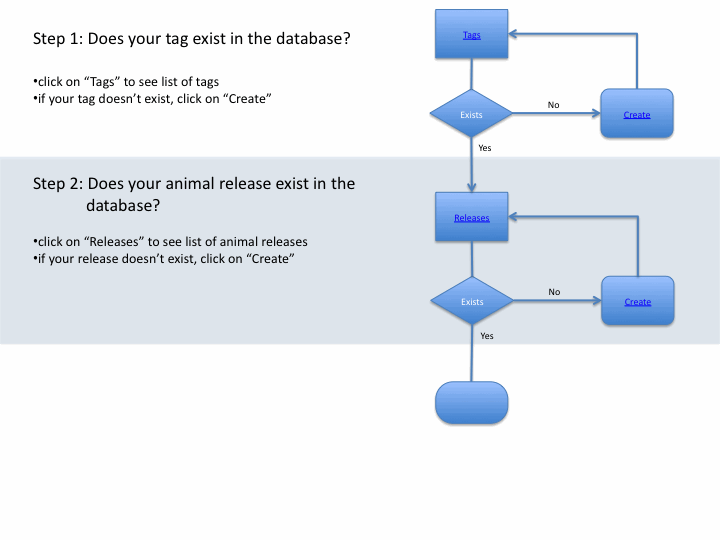 Step 1: Does your tag exist in the database?
•click on “Tags” to see list of tags
•if your tag doesn’t exist, click on “Create”
Tags
Exists
No
Create
Yes
Step 2: Does your animal release exist in the
database?
•click on “Releases” to see list of animal releases
•if your release doesn’t exist, click on “Create”
Releases
Exists
No
Create
Yes